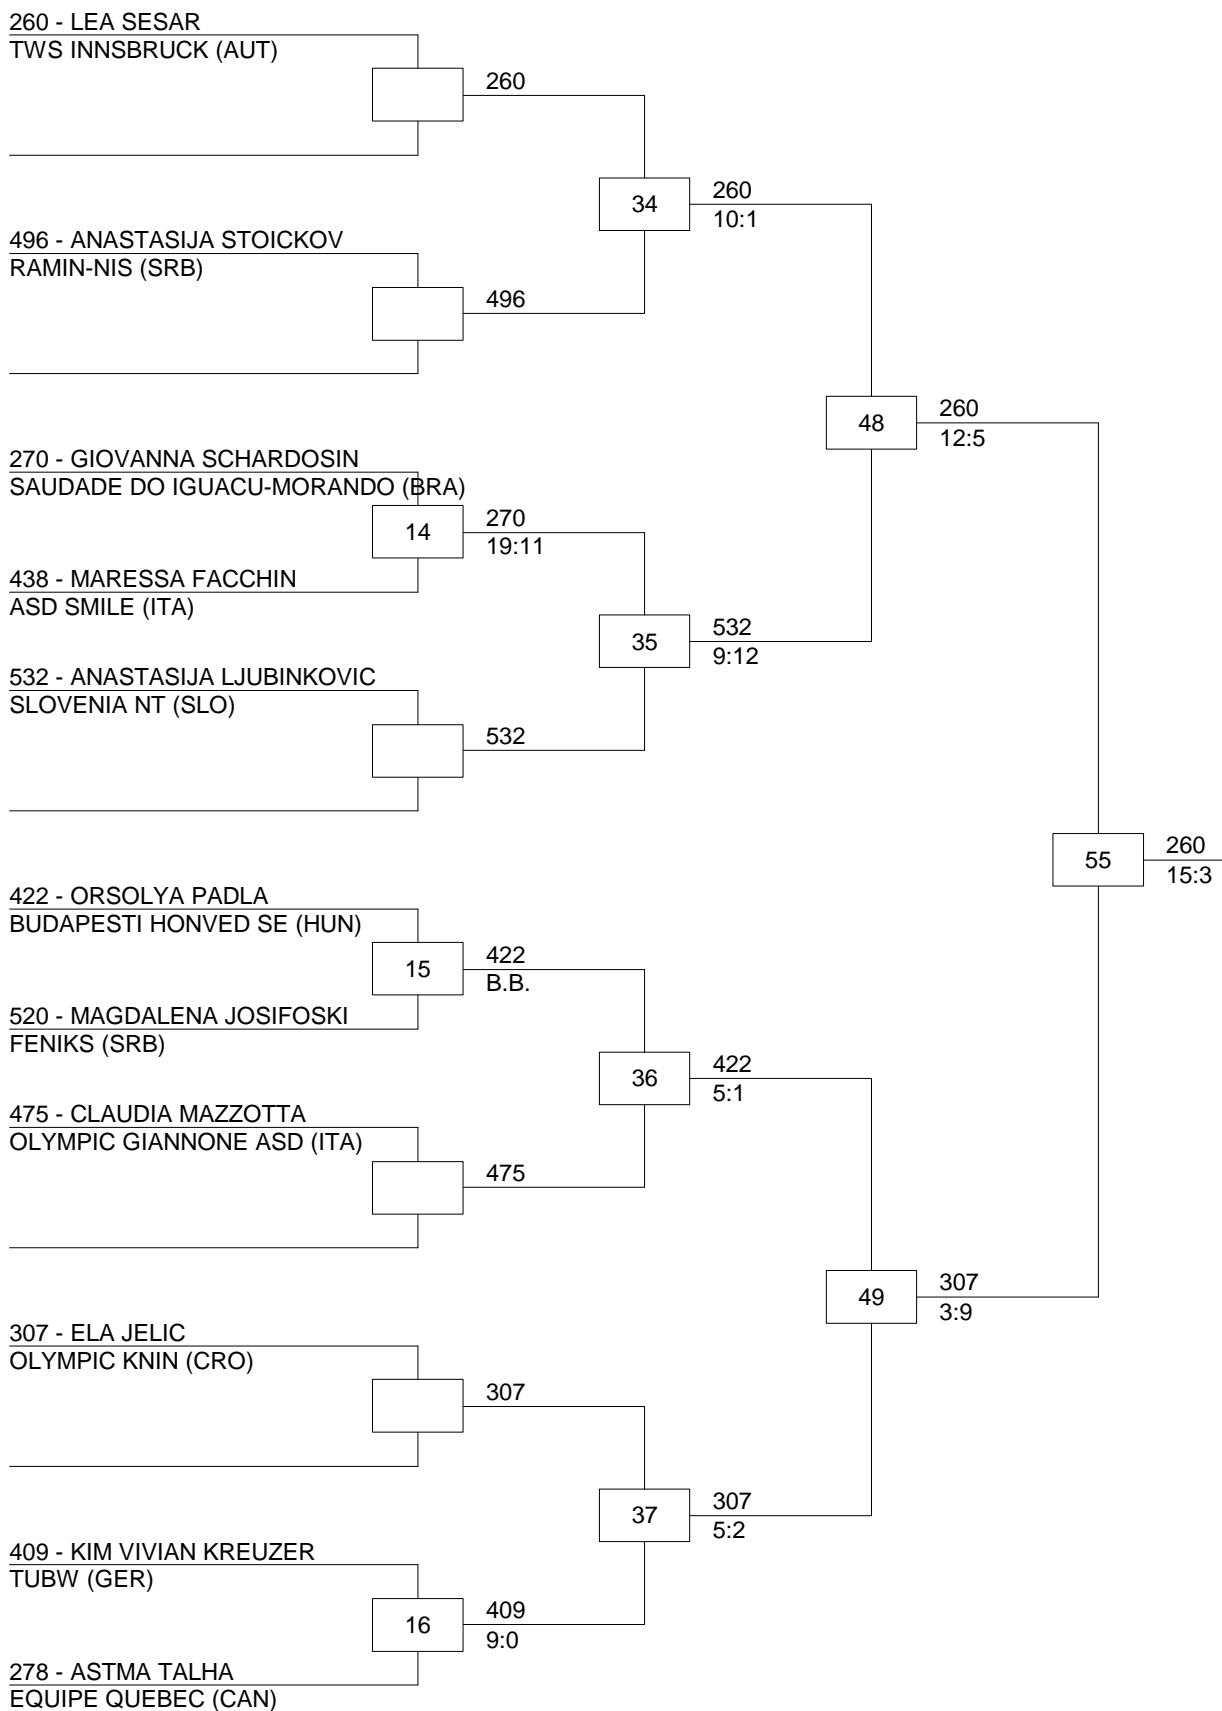 260 - LEA SESAR
TWS INNSBRUCK (AUT)
260
34
260
10:1
496 - ANASTASIJA STOICKOV
RAMIN-NIS (SRB)
496
48
260
12:5
270 - GIOVANNA SCHARDOSIN
SAUDADE DO IGUACU-MORANDO (BRA)
14
270
19:11
438 - MARESSA FACCHIN
ASD SMILE (ITA)
35
532
9:12
532 - ANASTASIJA LJUBINKOVIC
SLOVENIA NT (SLO)
532
55
260
15:3
422 - ORSOLYA PADLA
BUDAPESTI HONVED SE (HUN)
15
422
B.B.
520 - MAGDALENA JOSIFOSKI
FENIKS (SRB)
36
422
5:1
475 - CLAUDIA MAZZOTTA
OLYMPIC GIANNONE ASD (ITA)
475
49
307
3:9
307 - ELA JELIC
OLYMPIC KNIN (CRO)
307
37
307
5:2
409 - KIM VIVIAN KREUZER
TUBW (GER)
16
409
9:0
278 - ASTMA TALHA
EQUIPE QUEBEC (CAN)